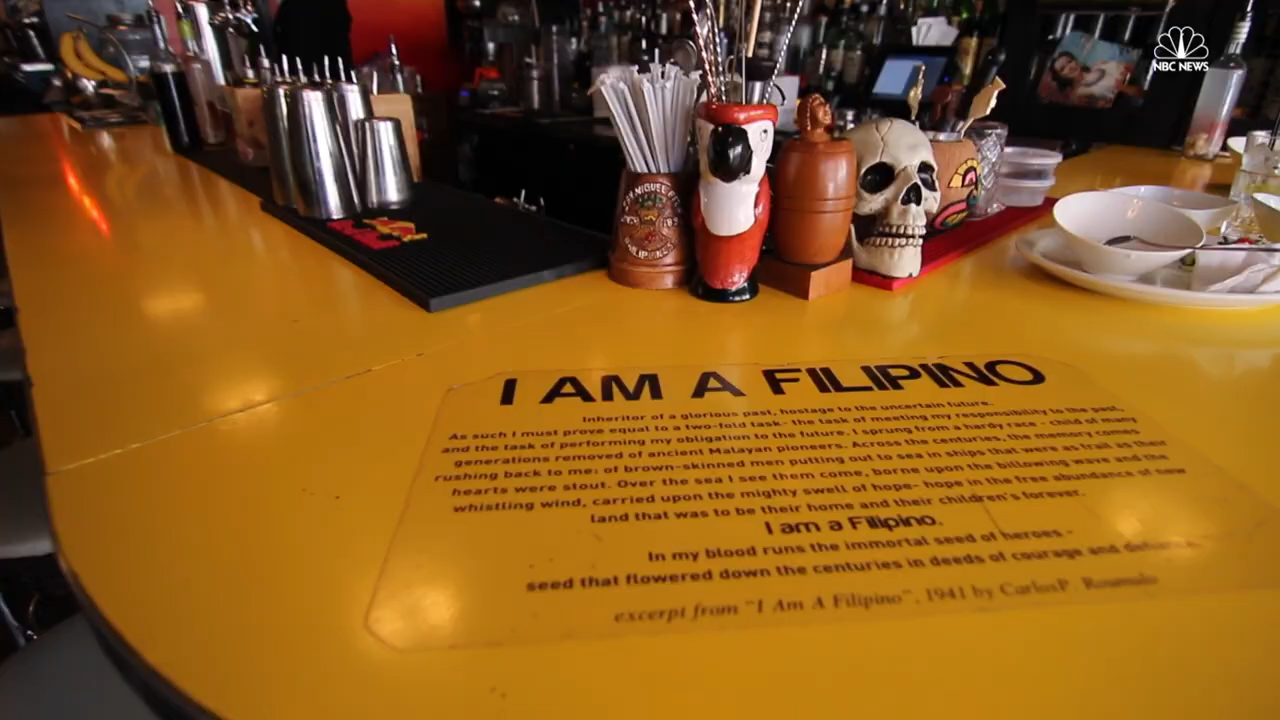 NBC NEWS
SAN MIGUEL
FILIPINAS
I AM A FILIPINO
Inheritor of a glorious past, hostage to the uncertain future.
As such I must prove equal to a two-fold task- the task of meeting my responsibility to the past,
and the task of performing my obligation to the future. I sprung from a hardy race - child of many
generations removed of ancient Malayan pioneers. Across the centuries, the memory comes
rushing back to me: of brown-skinned men putting out to sea in ships that were as frail as their
hearts were stout. Over the sea I see them come, borne upon the billowing wave and the
whistling wind, carried upon the mighty swell of hope- hope in the free abundance of new
land that was to be their home and their children's forever.
I am a Filipino.
In my blood runs the immortal seed of heroes -
seed that flowered down the centuries in deeds of courage and defiance.
excerpt from "I Am A Filipino", 1941 by CarlosP. Romulo